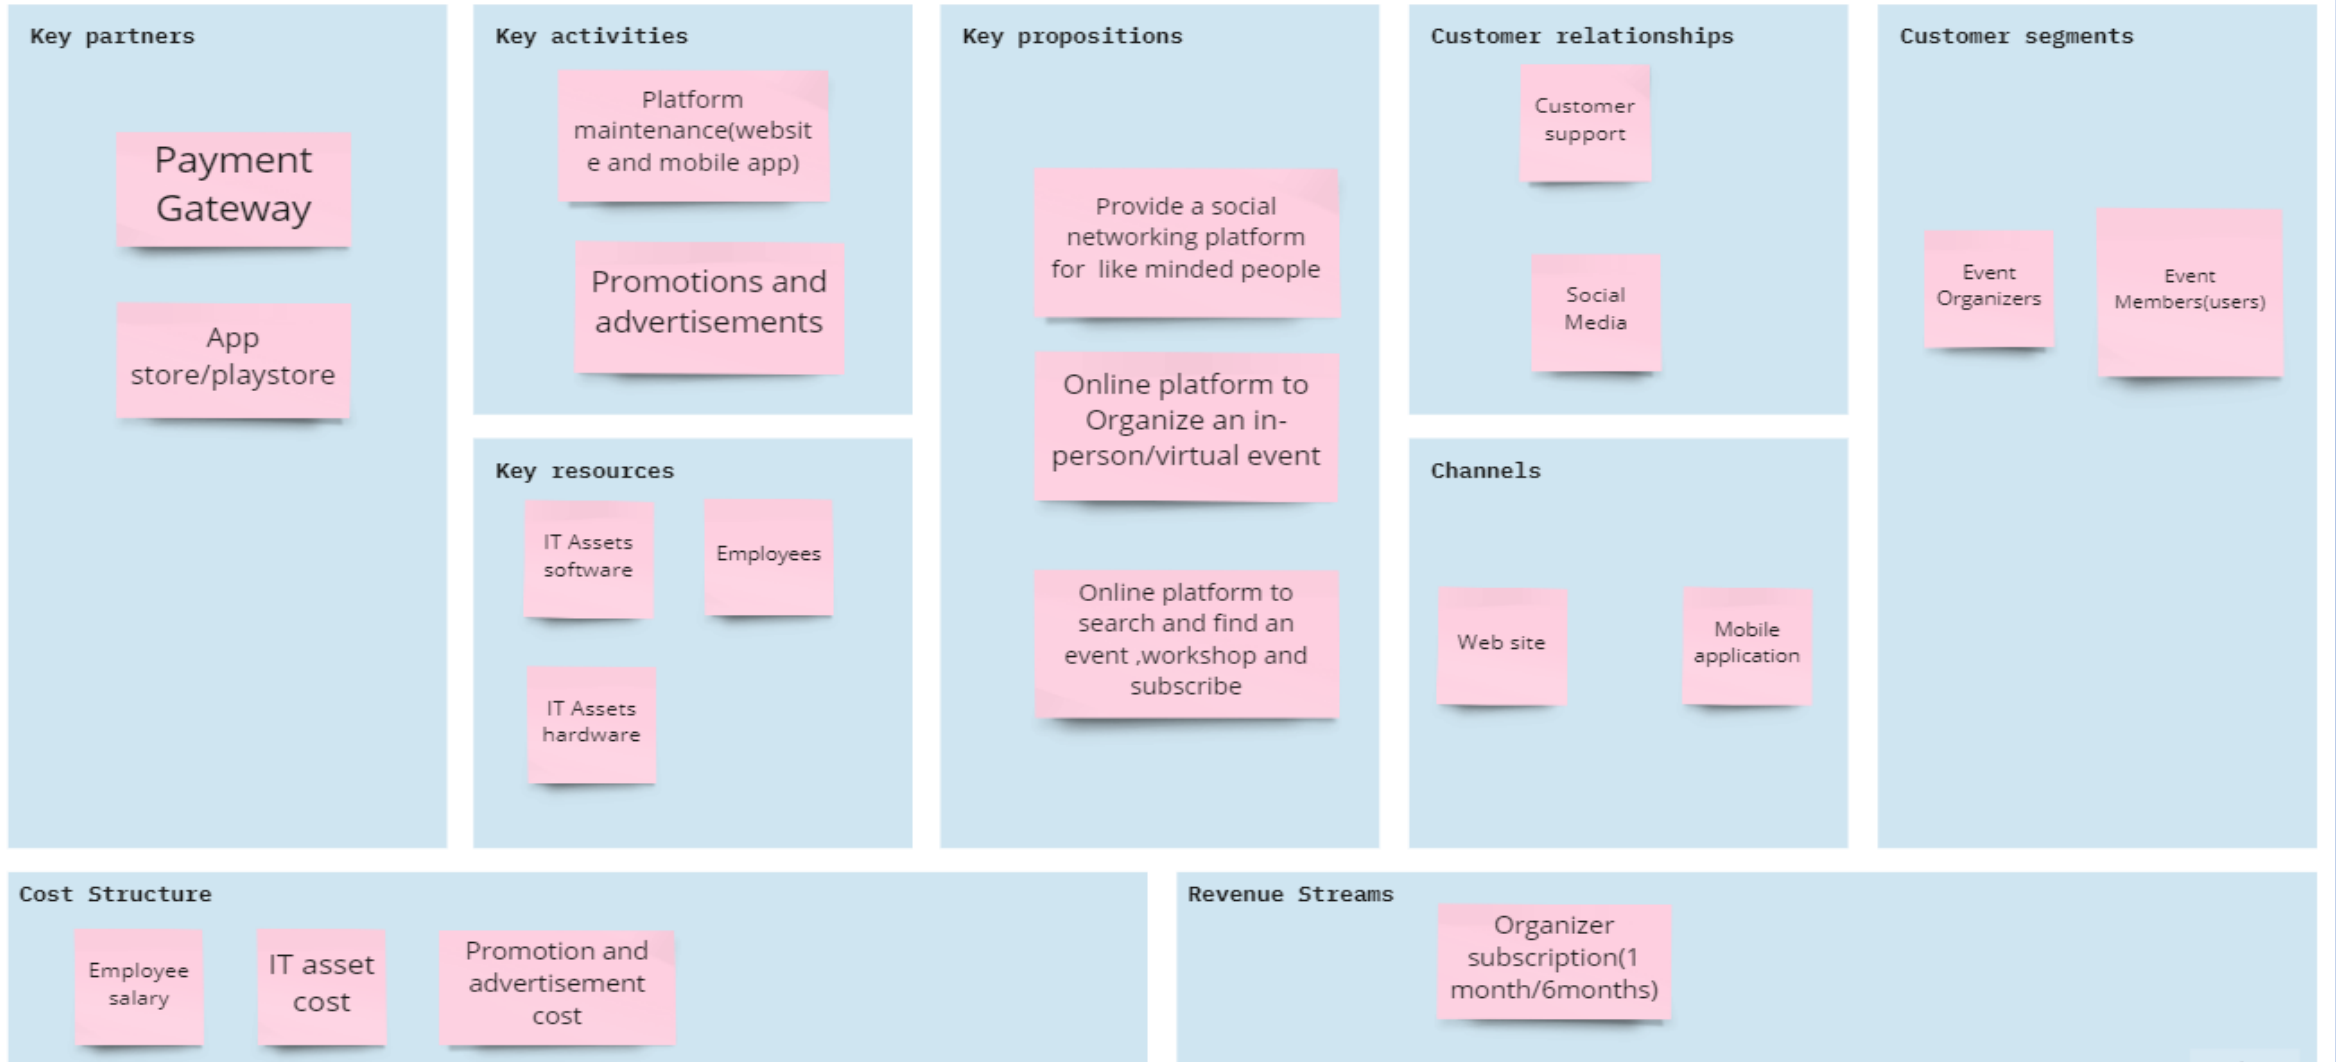 Key partners
Payment
Gateway
App
store/playstore
Key activities
Platform
maintenance(websit
e and mobile app)
Promotions and
advertisements
Key resources
IT Assets
software
Employees
IT Assets
hardware
Key propositions
Provide a social
networking platform
for  like minded people
Online platform to
Organize an in-
person/virtual event
Online platform to
search and find an
event ,workshop and
subscribe
Customer relationships
Customer
support
Social
Media
Channels
Web site
Mobile
application
Customer segments
Event
Organizers
Event
Members(users)
Cost Structure
Employee
salary
IT asset
cost
Promotion and
advertisement
cost
Revenue Streams
Organizer
subscription(1
month/6months)